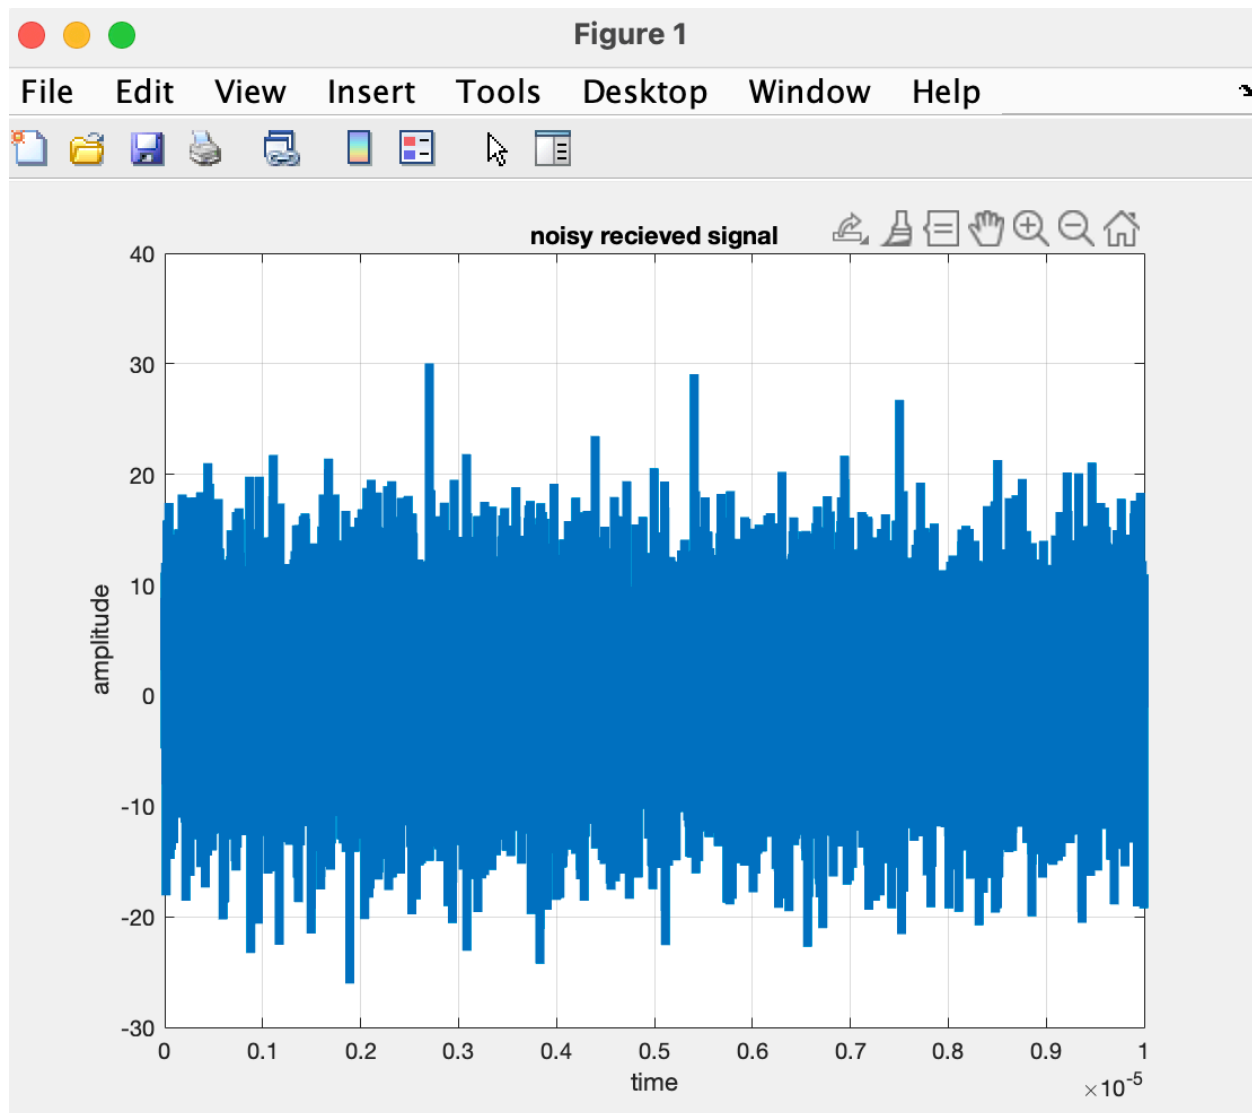 Figure 1
File Edit View Insert Tools Desktop Window Help
noisy recieved signal
40
30
20
10
0
-10
-20
-30
amplitude
0 0.1 0.2 0.3 0.4 0.5 0.6 0.7 0.8 0.9 1
time
×10-5